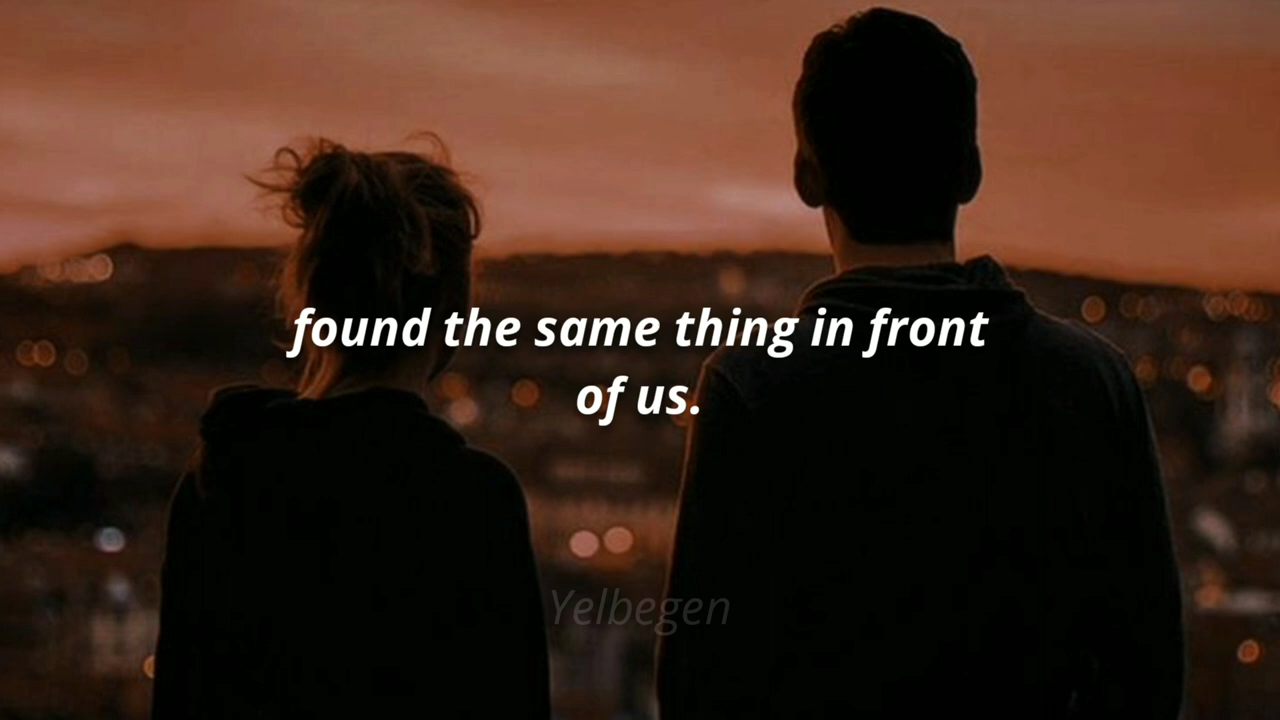 found the same thing in front
of us.
Yelbegen